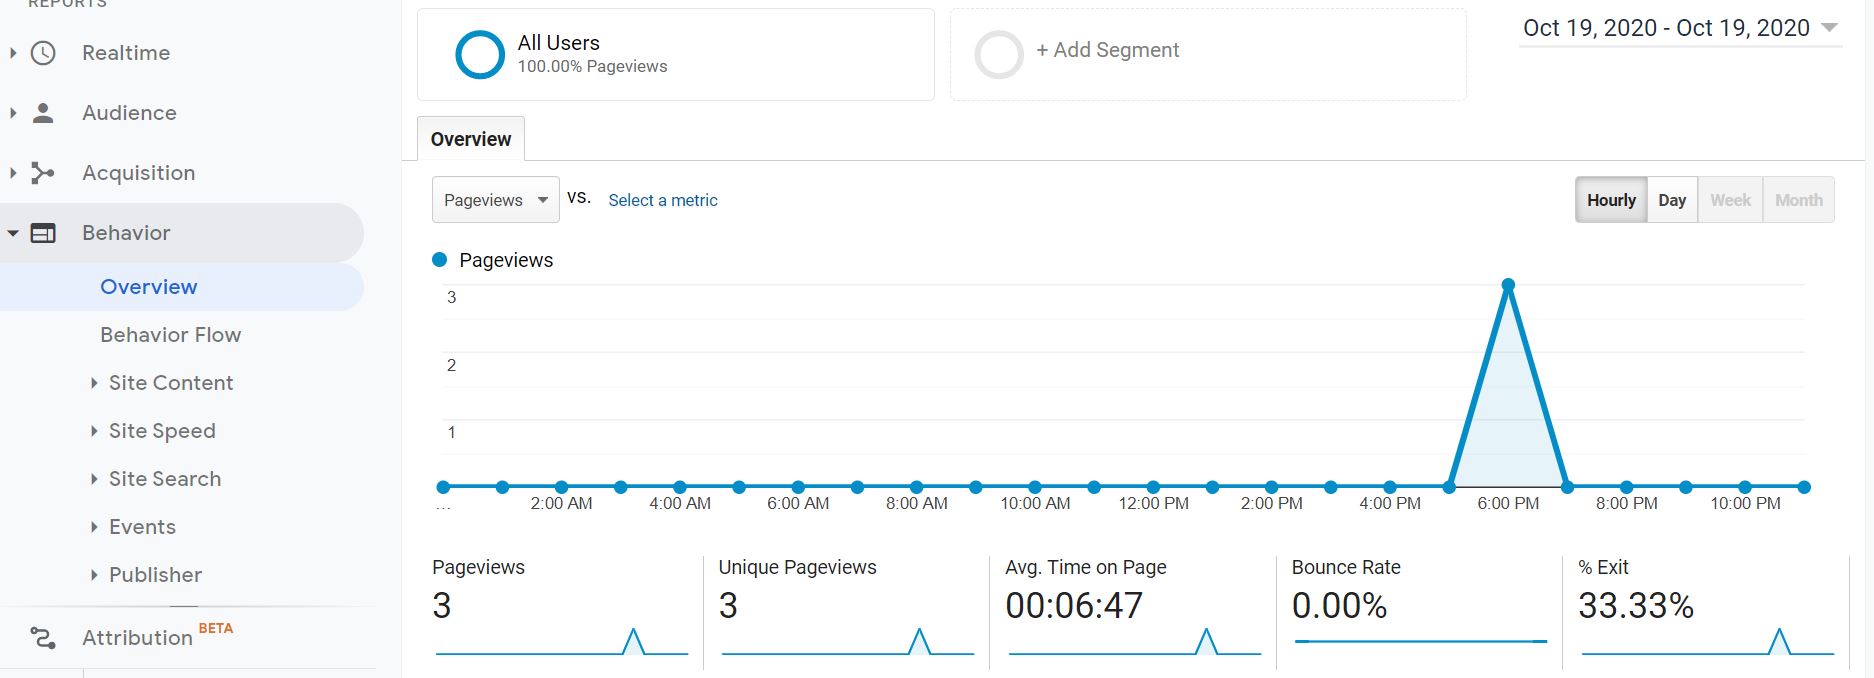 REPORTS
Realtime
Audience
Acquisition
Behavior
Overview
Behavior Flow
Site Content
Site Speed
Site Search
Events
Publisher
Attribution BETA
All Users
100.00% Pageviews
+ Add Segment
Oct 19, 2020 - Oct 19, 2020
Overview
Pageviews vs. Select a metric
Hourly Day Week Month
Pageviews
3
2
1
... 2:00 AM 4:00 AM 6:00 AM 8:00 AM 10:00 AM 12:00 PM 2:00 PM 4:00 PM 6:00 PM 8:00 PM 10:00 PM
Pageviews
3
Unique Pageviews
3
Avg. Time on Page
00:06:47
Bounce Rate
0.00%
% Exit
33.33%